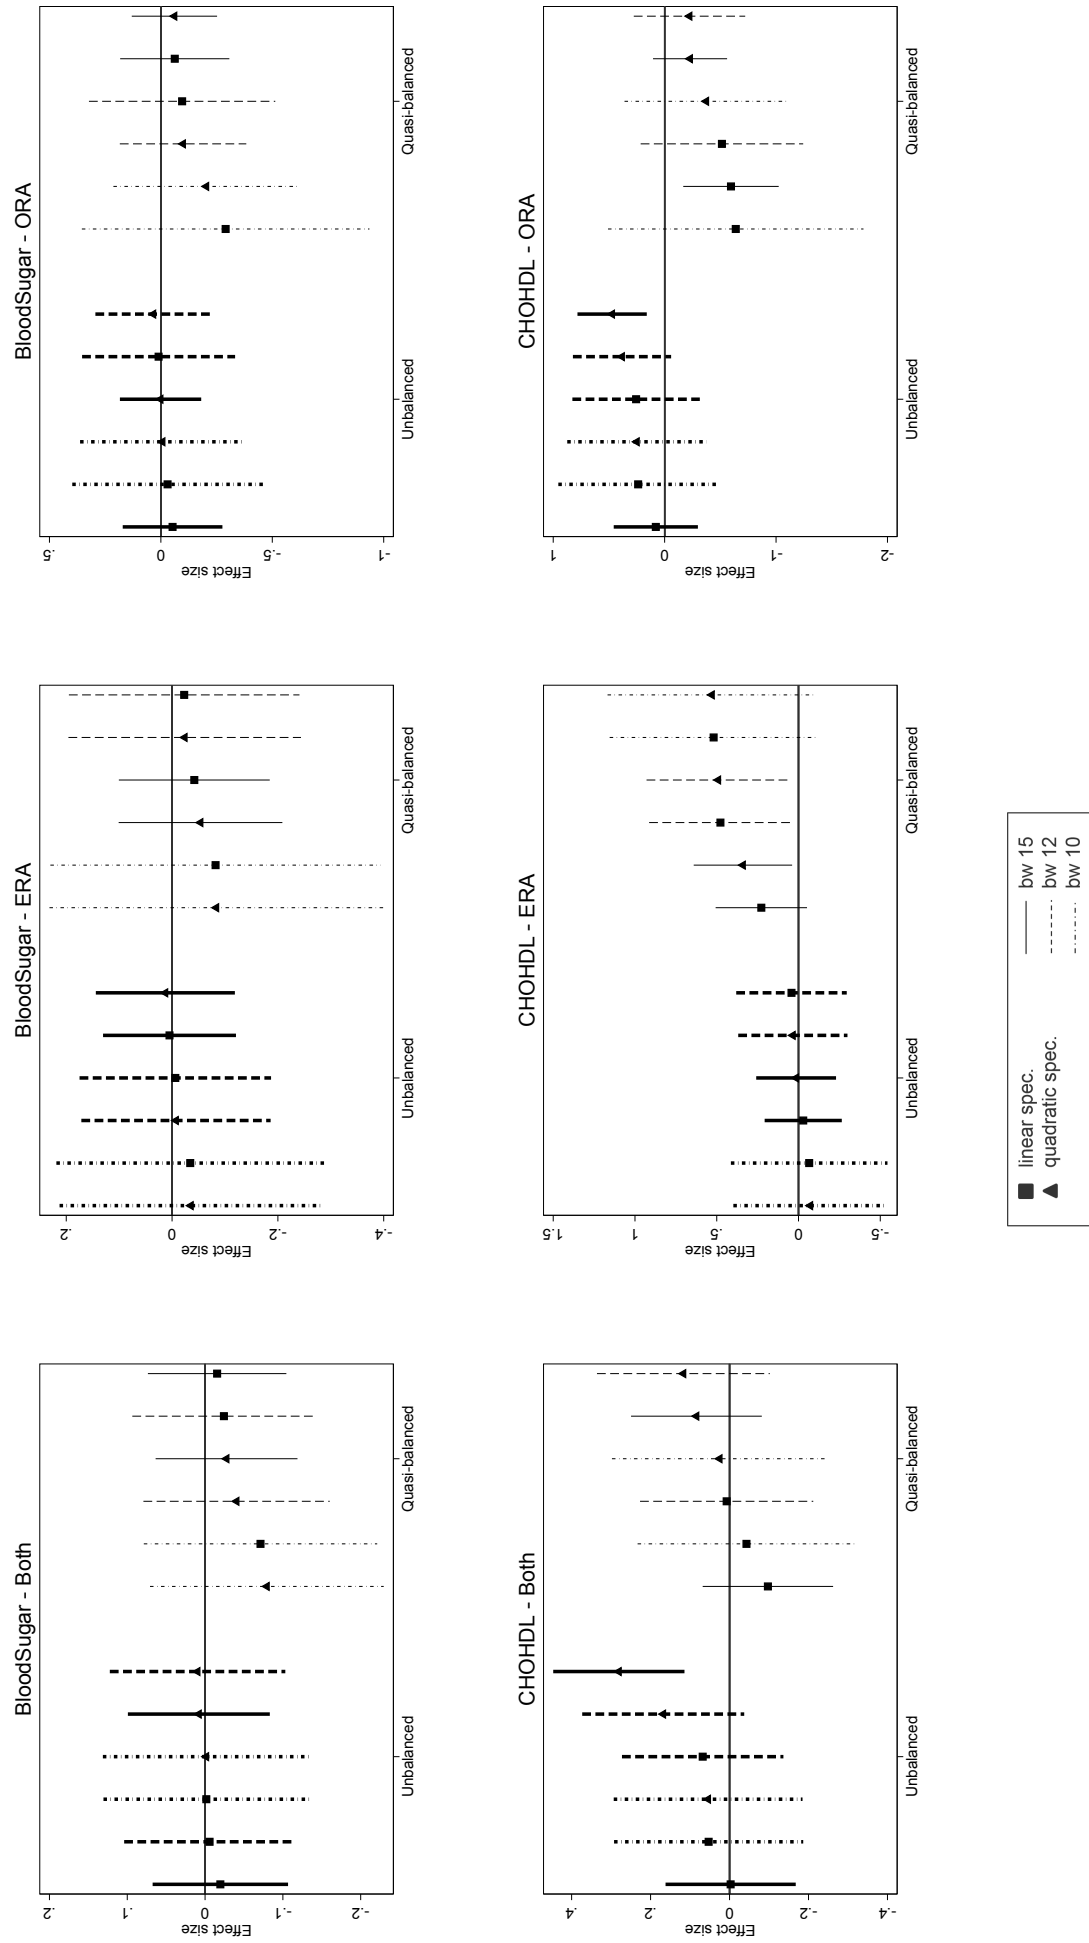 BloodSugar - Both
.2
.1
0
-.1
-.2
Effect size
Unbalanced
Quasi-balanced
BloodSugar - ERA
.2
0
-.2
-.4
Effect size
Unbalanced
Quasi-balanced
BloodSugar - ORA
.5
0
-.5
-1
Effect size
Unbalanced
Quasi-balanced
CHOHDL - Both
.4
.2
0
-.2
-.4
Effect size
Unbalanced
Quasi-balanced
CHOHDL - ERA
1.5
1
.5
0
-.5
Effect size
Unbalanced
Quasi-balanced
CHOHDL - ORA
1
0
-1
-2
Effect size
Unbalanced
Quasi-balanced
linear spec. bw 15
quadratic spec. bw 12
bw 10